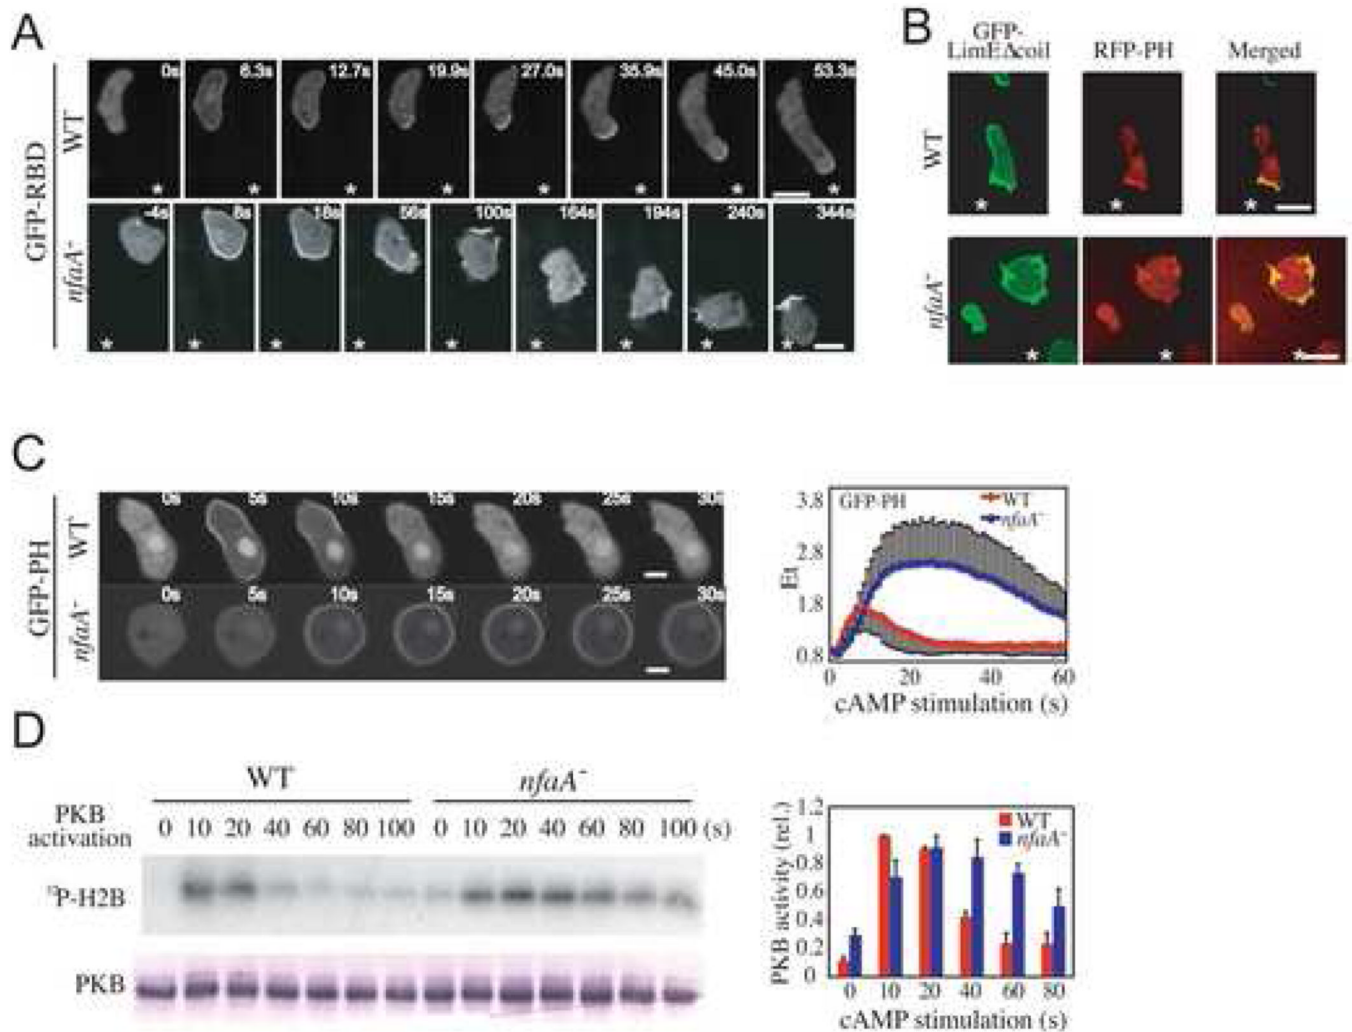 A
GFP-RBD
WT
0s 6.3s 12.7s 19.9s 27.0s 35.9s 45.0s 53.3s
* * * * * * * *
nfaA-
-4s 8s 18s 56s 100s 164s 194s 240s 344s
* * * * * * * * *
B
GFP-
LimEΔcoil RFP-PH Merged
WT
* * *
nfaA-
* * *
C
GFP-PH
WT
0s 5s 10s 15s 20s 25s 30s
nfaA-
0s 5s 10s 15s 20s 25s 30s
GFP-PH
WT
nfaA-
Et
3.8
2.8
1.8
0.8
0 20 40 60
cAMP stimulation (s)
D
WT nfaA-
PKB
activation
0 10 20 40 60 80 100 0 10 20 40 60 80 100 (s)
32P-H2B
PKB
PKB activity (rel.)
1.2
1
0.8
0.6
0.4
0.2
0
WT
nfaA-
0 10 20 40 60 80
cAMP stimulation (s)